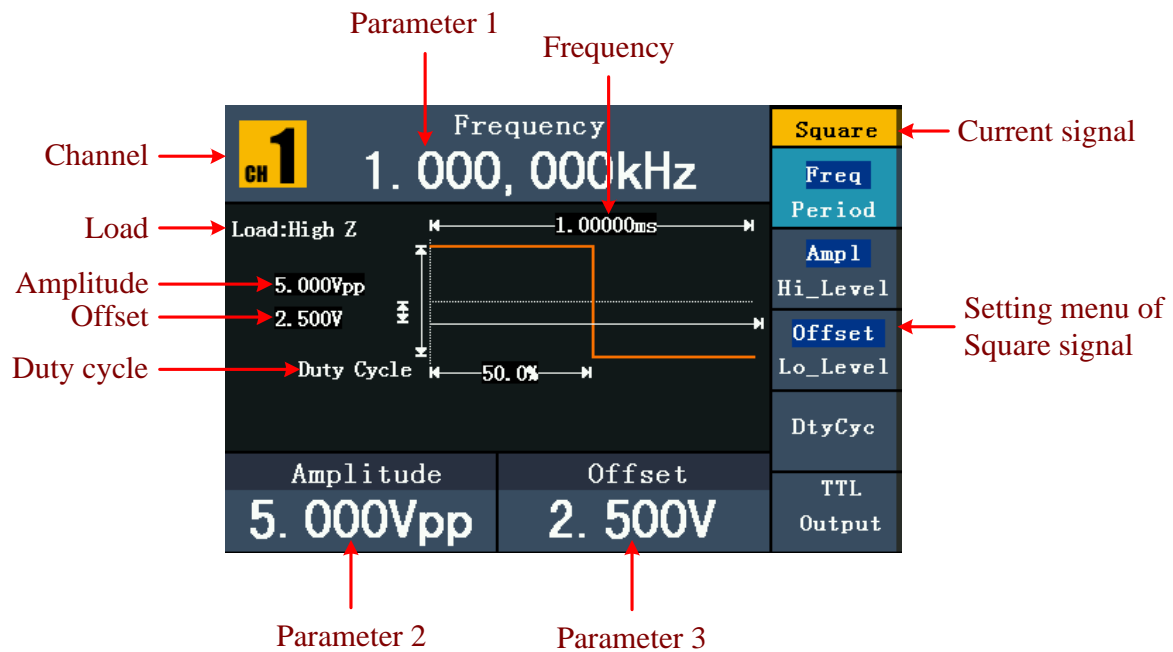 Parameter 1
Frequency
Channel
Load
Amplitude
Offset
Duty cycle
CH 1
Frequency
1.000,000kHz
Load:High Z
1.00000ms
5.000Vpp
2.500V
Duty Cycle
50.0%
Amplitude
5.000Vpp
Offset
2.500V
Square
Freq
Period
Ampl
Hi_Level
Offset
Lo_Level
DtyCyc
TTL
Output
Current signal
Setting menu of
Square signal
Parameter 2
Parameter 3